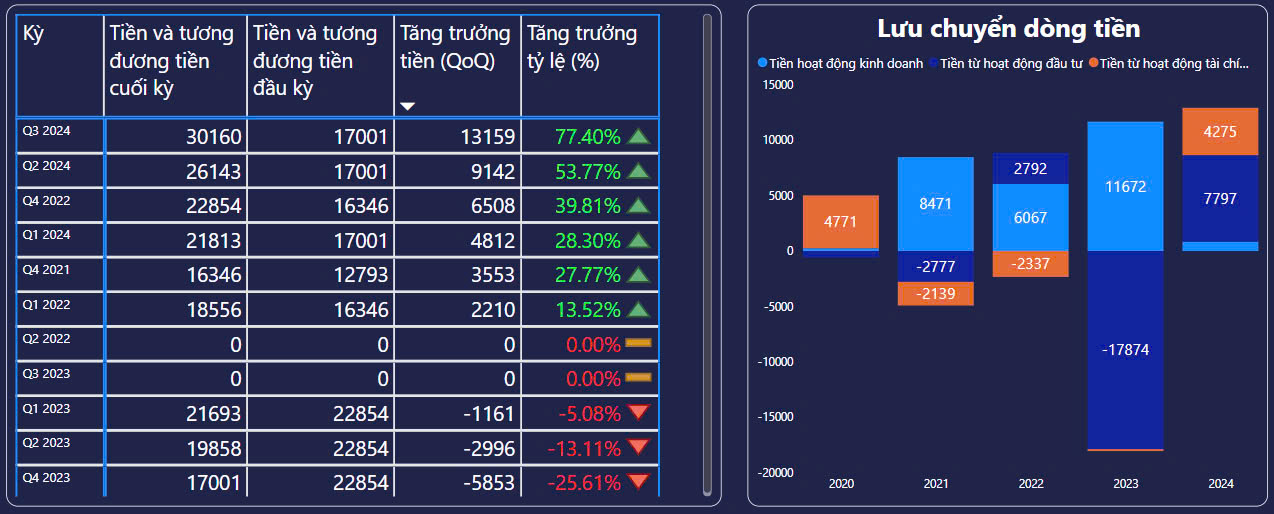 Kỳ
Tiền và tương đương tiền cuối kỳ
Tiền và tương đương tiền đầu kỳ
Tăng trưởng tiền (QoQ)
Tăng trưởng tỷ lệ (%)
Q3 2024 30160 17001 13159 77.40%
Q2 2024 26143 17001 9142 53.77%
Q4 2022 22854 16346 6508 39.81%
Q1 2024 21813 17001 4812 28.30%
Q4 2021 16346 12793 3553 27.77%
Q1 2022 18556 16346 2210 13.52%
Q2 2022 0 0 0 0.00%
Q3 2023 0 0 0 0.00%
Q1 2023 21693 22854 -1161 -5.08%
Q2 2023 19858 22854 -2996 -13.11%
Q4 2023 17001 22854 -5853 -25.61%
Lưu chuyển dòng tiền
Tiền hoạt động kinh doanh Tiền từ hoạt động đầu tư Tiền từ hoạt động tài chí...
15000
10000
5000
0
-5000
-10000
-15000
-20000
4771
8471
-2777
-2139
2792
6067
-2337
11672
-17874
4275
7797
2020 2021 2022 2023 2024